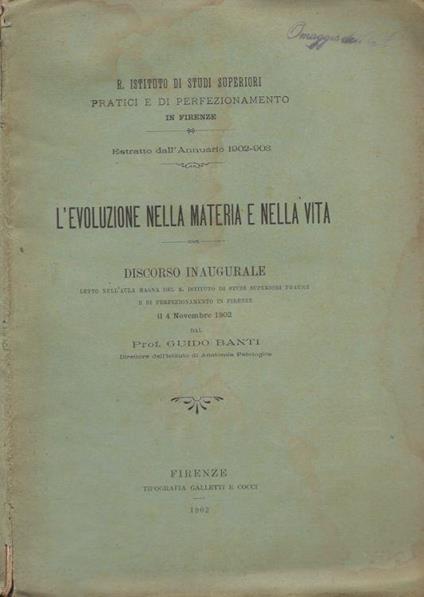 Omaggio
R. ISTITUTO DI STUDI SUPERIORI
PRATICI E DI PERFEZIONAMENTO
IN FIRENZE
Estratto dall'Annuario 1902-903
L'EVOLUZIONE NELLA MATERIA E NELLA VITA
DISCORSO INAUGURALE
LETTO NELL'AULA MAGNA DEL R. ISTITUTO DI STUDI SUPERIORI PRATICI
E DI PERFEZIONAMENTO IN FIRENZE
il 4 Novembre 1902
DAL
Prof. GUIDO BANTI
Direttore dell'Istituto di Anatomia Patologica
FIRENZE
TIPOGRAFIA GALLETTI E COCCI
1902